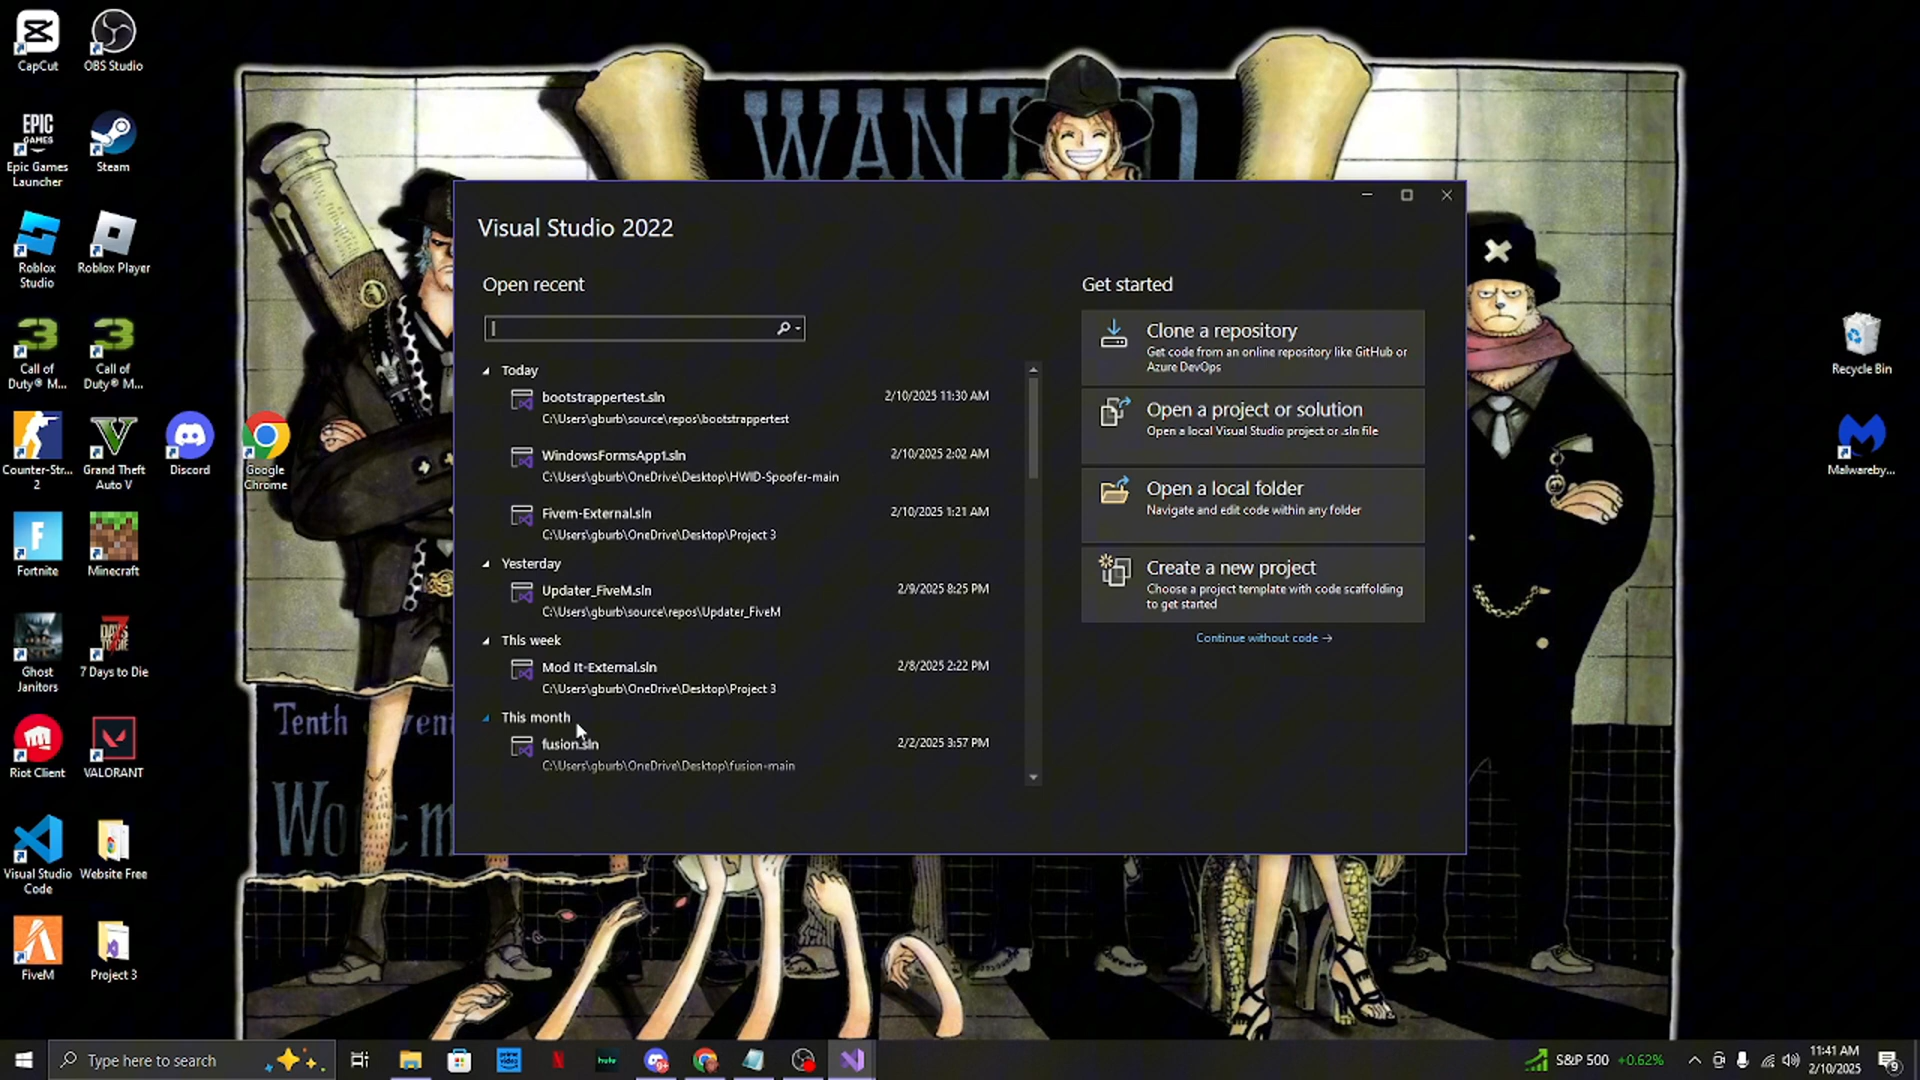 CapCut
OBS Studio
EPIC
GAMES
Epic Games
Launcher
Steam
Roblox
Studio
Roblox Player
Call of
Duty® M...
Call of
Duty® M...
Counter-Str...
2
Grand Theft
Auto V
Discord
Google
Chrome
Fortnite
Minecraft
Ghost
Janitors
7 Days to Die
Riot Client
VALORANT
Visual Studio
Code
Website Free
FiveM
Project 3
WANTED
Tenth
Visual Studio 2022
Open recent
Today
bootstrappertest.sln
2/10/2025 11:30 AM
C:\Users\gburb\source\repos\bootstrappertest
WindowsFormsApp1.sln
2/10/2025 2:02 AM
C:\Users\gburb\OneDrive\Desktop\HWID-Spoofer-main
Fivem-External.sln
2/10/2025 1:21 AM
C:\Users\gburb\OneDrive\Desktop\Project 3
Yesterday
Updater_FiveM.sln
2/9/2025 8:25 PM
C:\Users\gburb\source\repos\Updater_FiveM
This week
Mod It-External.sln
2/8/2025 2:22 PM
C:\Users\gburb\OneDrive\Desktop\Project 3
This month
fusion.sln
2/2/2025 3:57 PM
C:\Users\gburb\OneDrive\Desktop\fusion-main
Get started
Clone a repository
Get code from an online repository like GitHub or
Azure DevOps
Open a project or solution
Open a local Visual Studio project or .sln file
Open a local folder
Navigate and edit code within any folder
Create a new project
Choose a project template with code scaffolding
to get started
Continue without code →
Recycle Bin
Malwareby...
Type here to search
prime
video
hulu
S&P 500 +0.62%
11:41 AM
2/10/2025
9